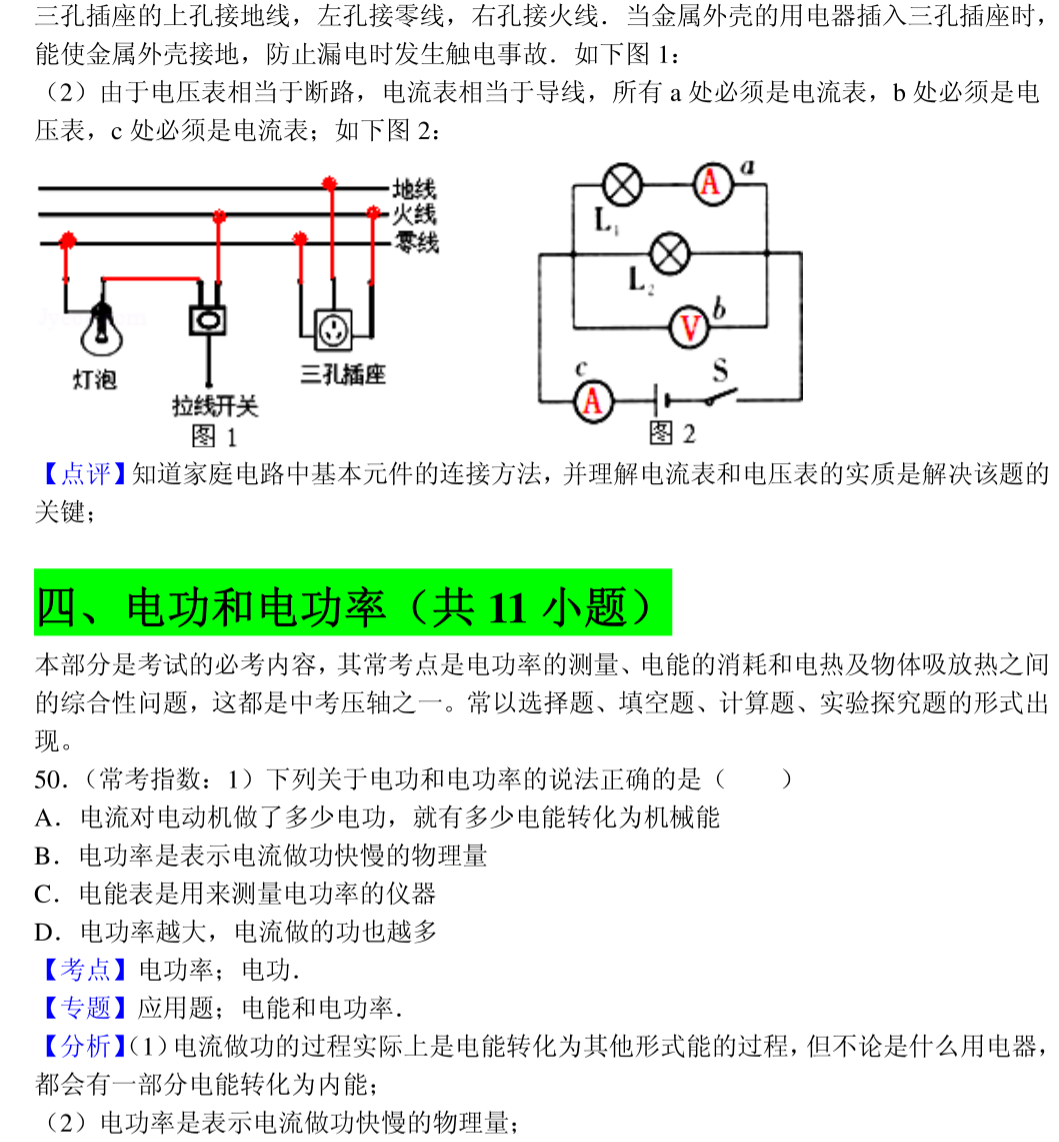 三孔插座的上孔接地线，左孔接零线，右孔接火线．当金属外壳的用电器插入三孔插座时，
能使金属外壳接地，防止漏电时发生触电事故．如下图 1：
（2）由于电压表相当于断路，电流表相当于导线，所有 a 处必须是电流表，b 处必须是电
压表，c 处必须是电流表；如下图 2：
地线
火线
零线
灯泡
拉线开关
三孔插座
图 1
A
a
L₁
L₂
V
b
c
A
S
图 2
【点评】知道家庭电路中基本元件的连接方法，并理解电流表和电压表的实质是解决该题的
关键；
四、电功和电功率（共 11 小题）
本部分是考试的必考内容，其常考点是电功率的测量、电能的消耗和电热及物体吸放热之间
的综合性问题，这都是中考压轴之一。常以选择题、填空题、计算题、实验探究题的形式出
现。
50．（常考指数：1）下列关于电功和电功率的说法正确的是（　　）
A．电流对电动机做了多少电功，就有多少电能转化为机械能
B．电功率是表示电流做功快慢的物理量
C．电能表是用来测量电功率的仪器
D．电功率越大，电流做的功也越多
【考点】电功率；电功．
【专题】应用题；电能和电功率．
【分析】（1）电流做功的过程实际上是电能转化为其他形式能的过程，但不论是什么用电器，
都会有一部分电能转化为内能；
（2）电功率是表示电流做功快慢的物理量；